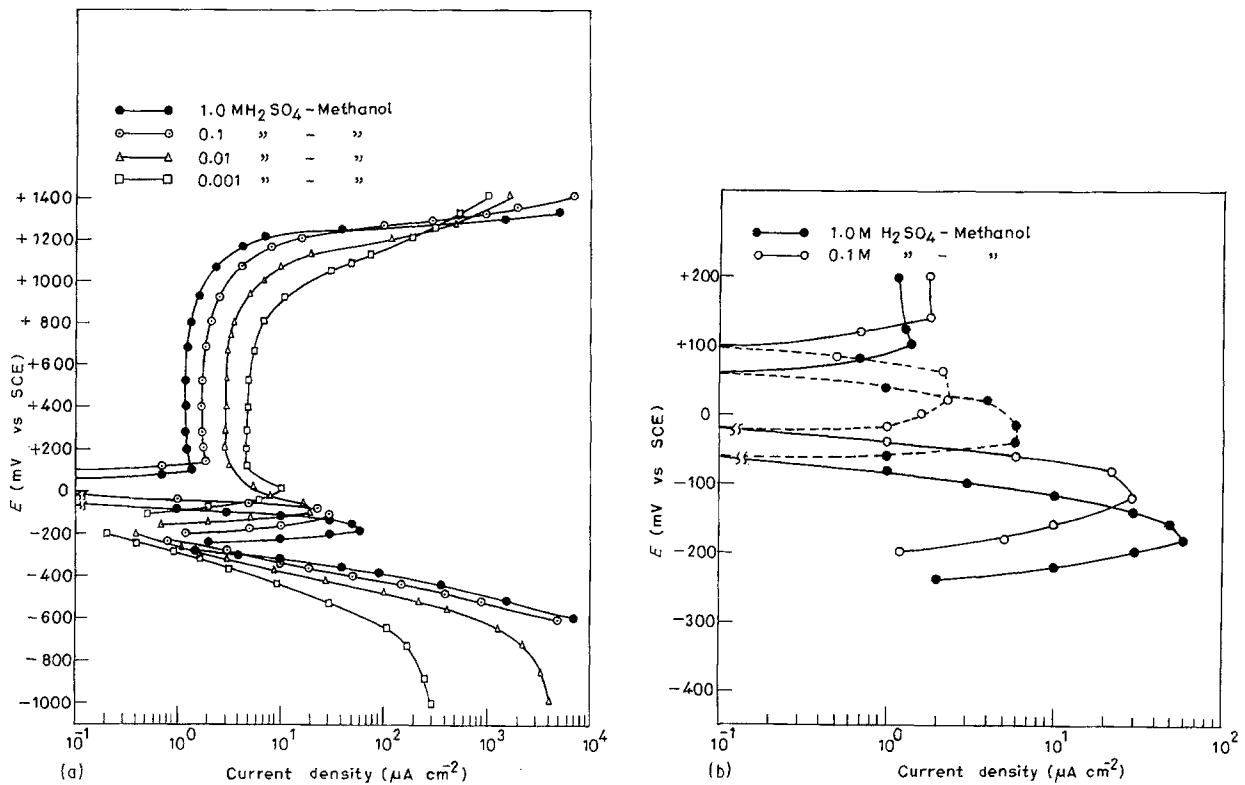 1.0 MH2SO4 - Methanol
0.1 " - "
0.01 " - "
0.001 " - "
E (mV vs SCE)
+ 1400
+1200
+1000
+ 800
+ 600
+ 400
+200
0
-200
-400
-600
-800
-1000
10^-1 10^0 10^1 10^2 10^3 10^4
(a) Current density (μA cm^-2)
1.0 M H2SO4 - Methanol
0.1 M " - "
E (mV vs SCE)
+200
+100
0
-100
-200
-300
-400
10^-1 10^0 10^1 10^2
(b) Current density (μA cm^-2)